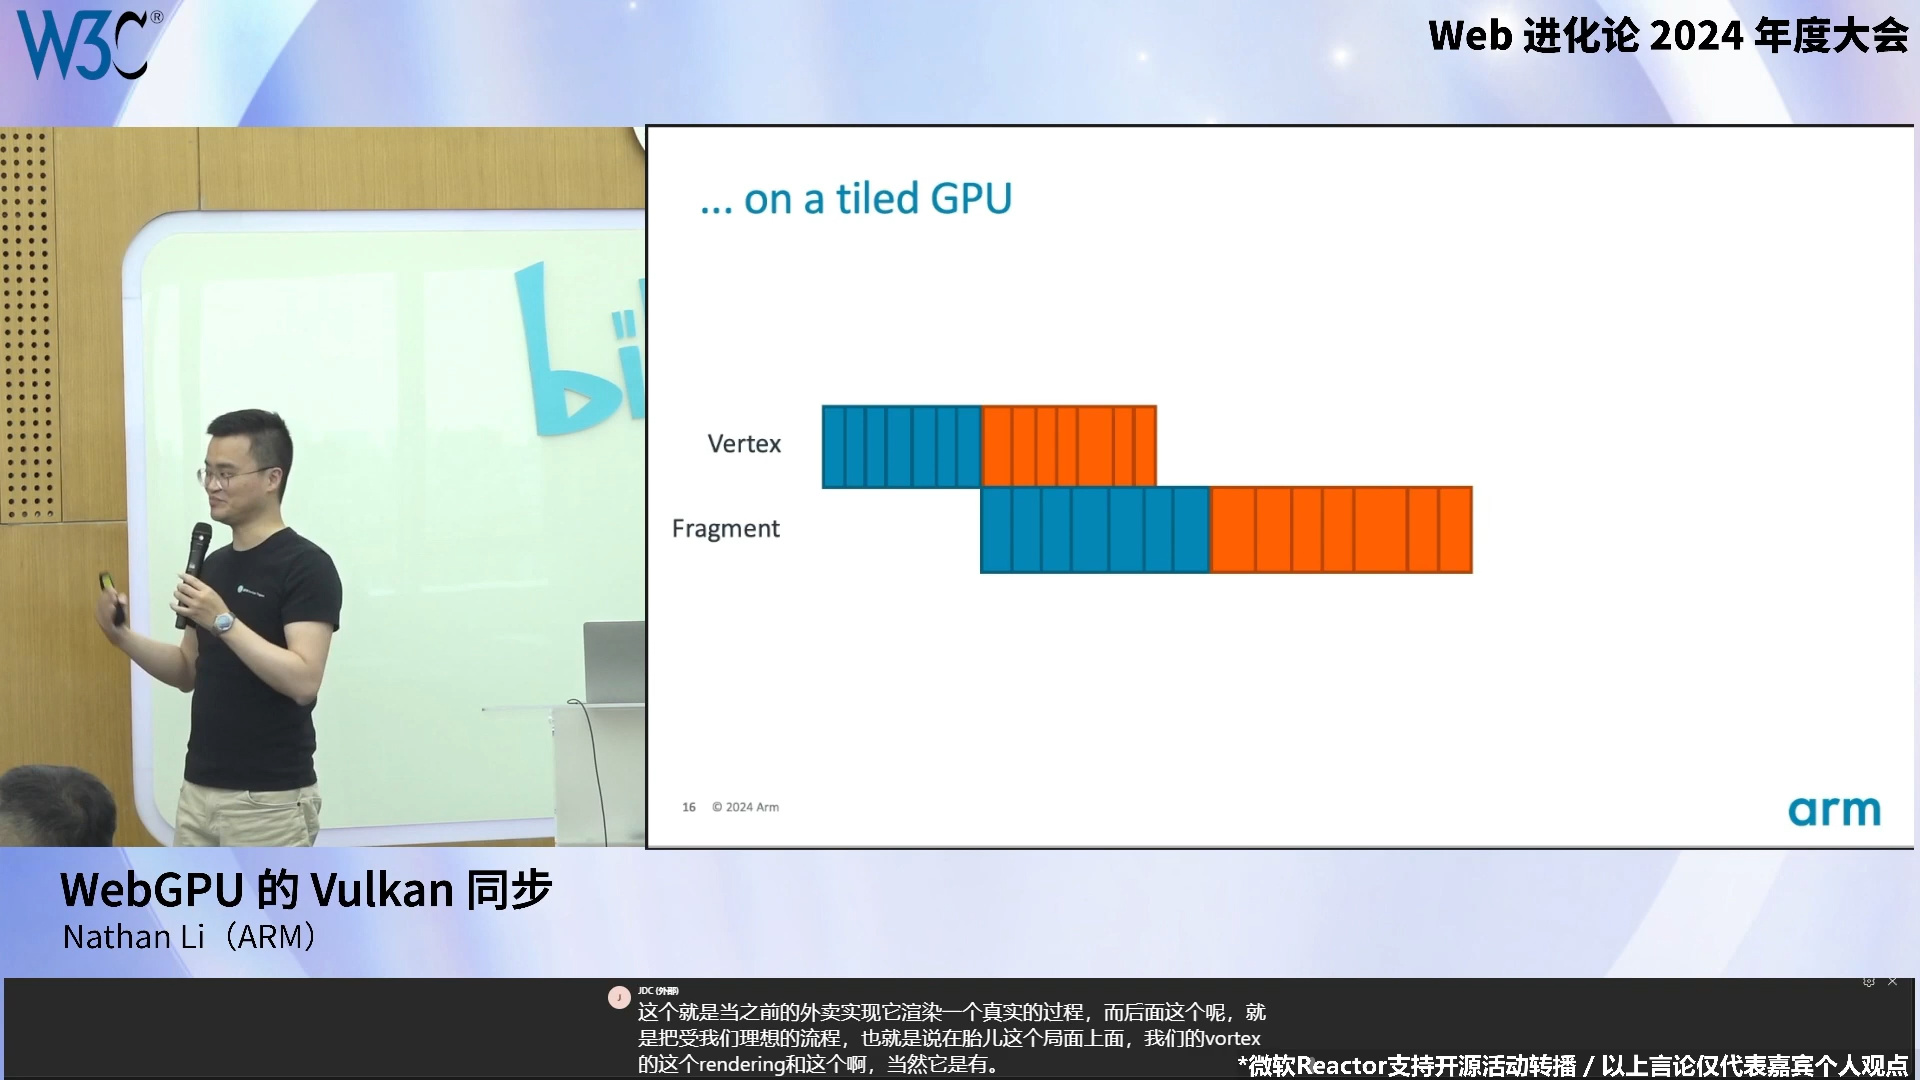 W3C®
Web 进化论 2024 年度大会
... on a tiled GPU
Vertex
Fragment
16 © 2024 Arm
arm
WebGPU 的 Vulkan 同步
Nathan Li（ARM）
J
JDC (外部)
这个就是当之前的外卖实现它渲染一个真实的过程，而后面这个呢，就
是把受我们理想的流程，也就是说在胎儿这个局面上面，我们的vortex
的这个rendering和这个啊，当然它是有。
*微软Reactor支持开源活动转播 / 以上言论仅代表嘉宾个人观点